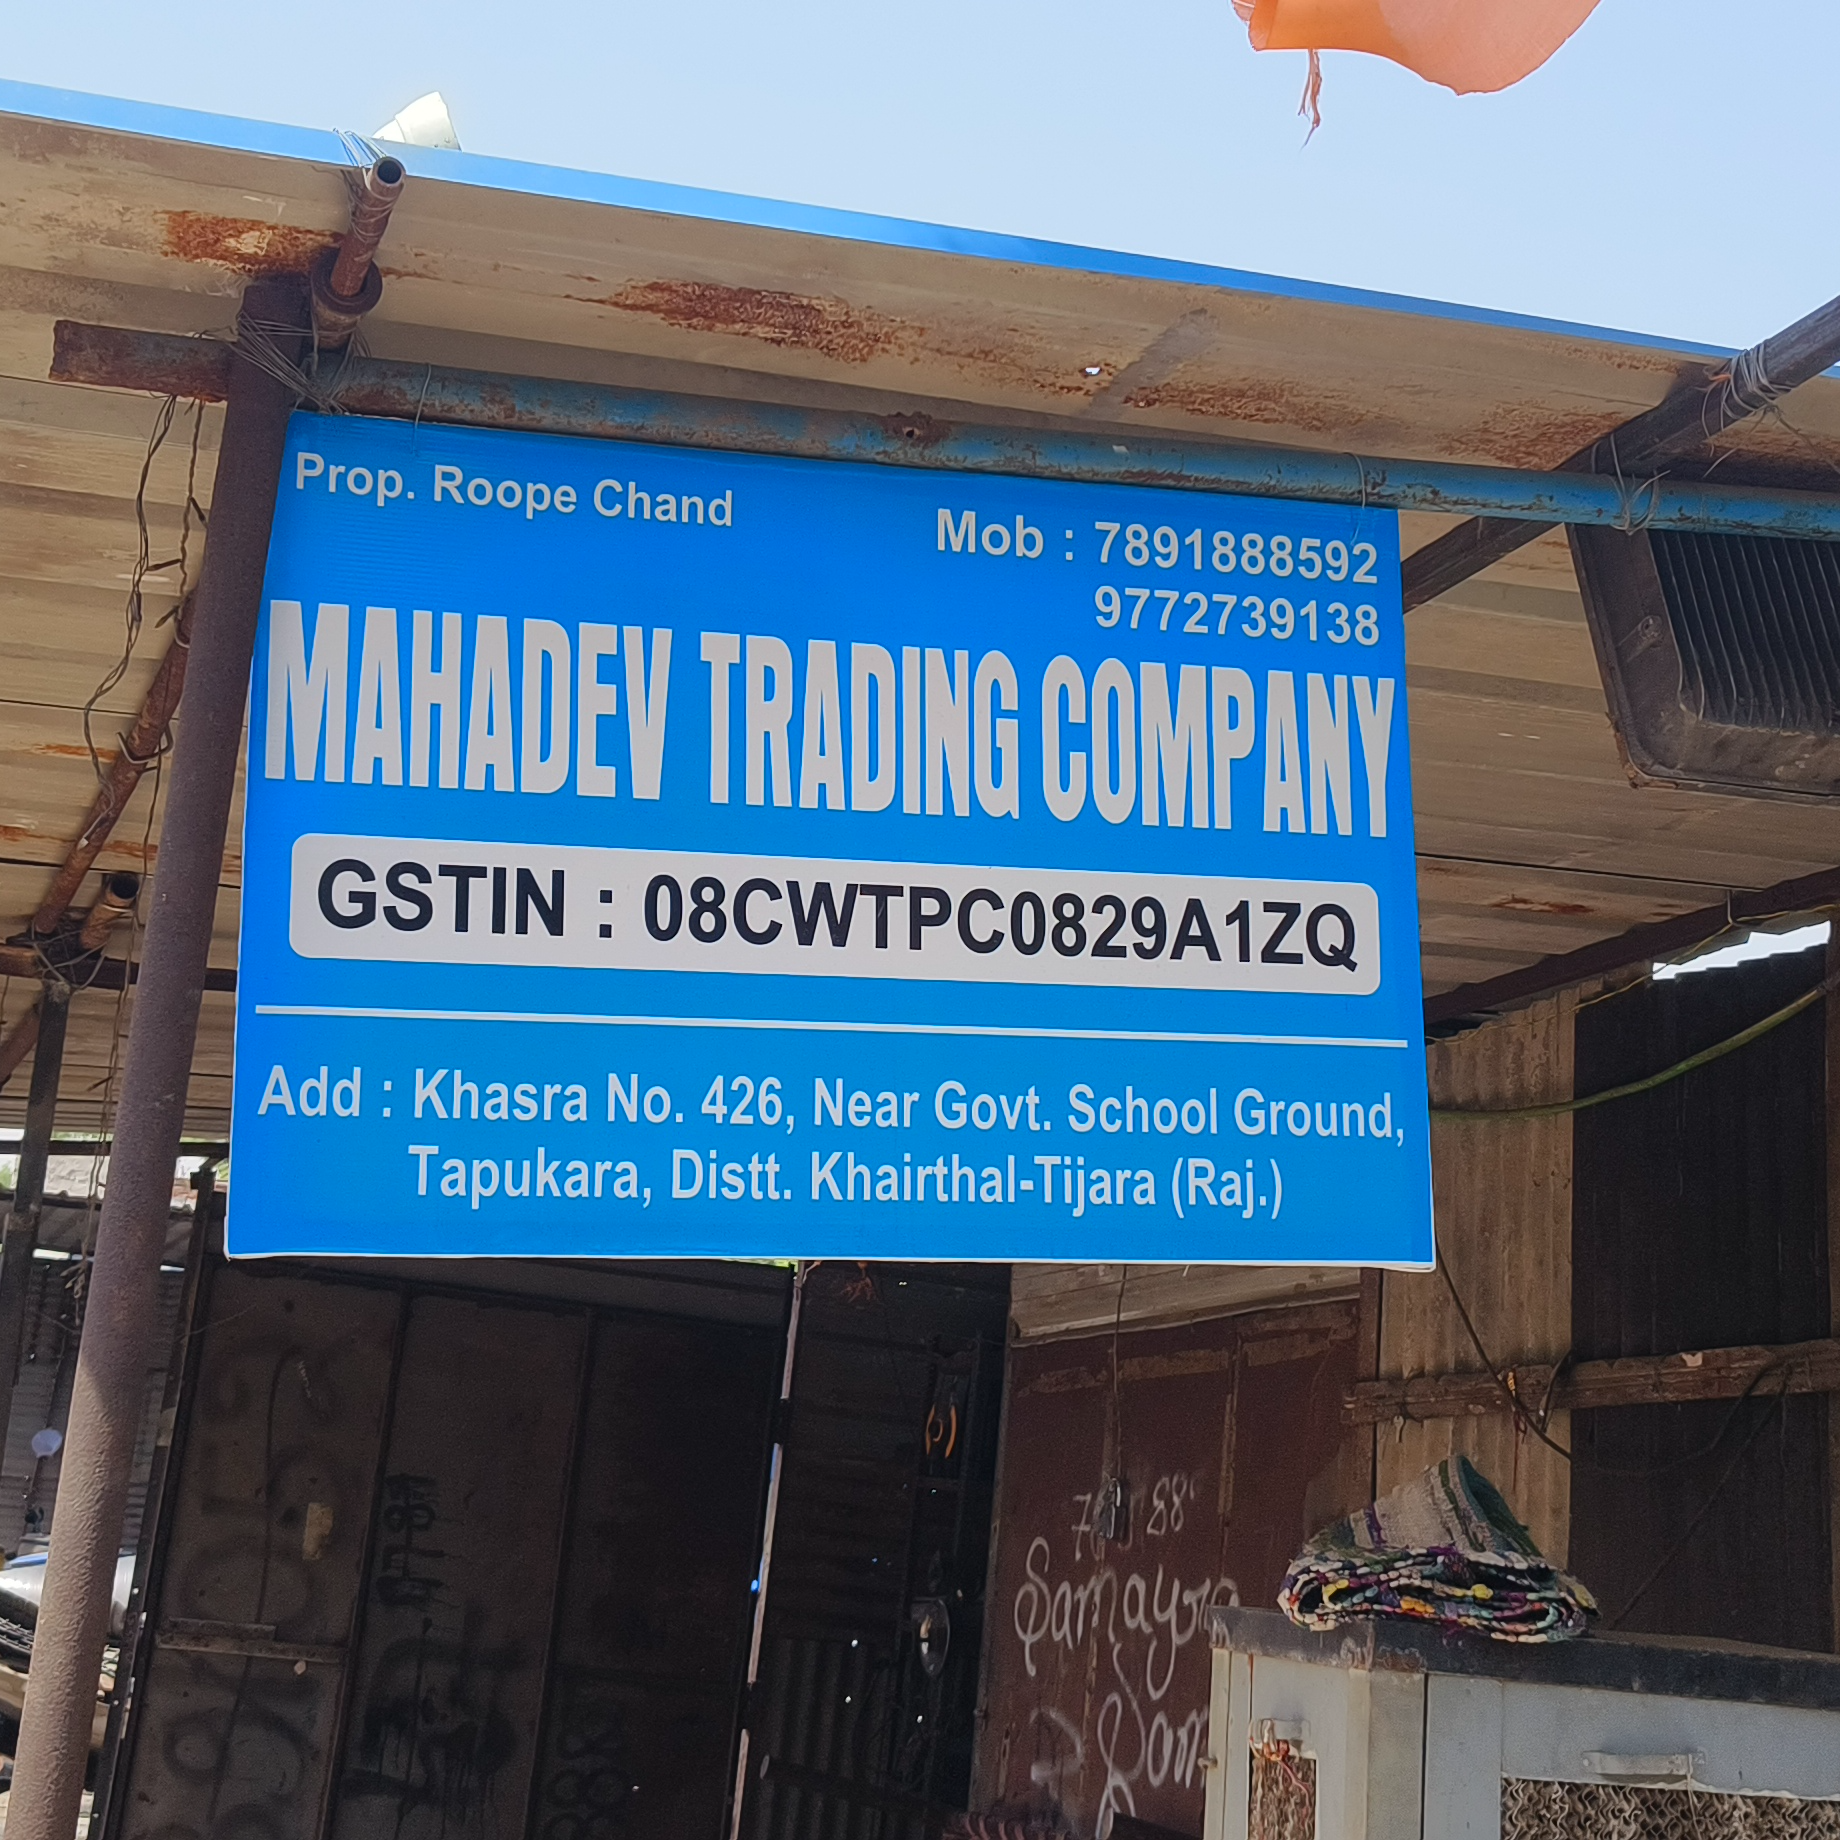 Prop. Roope Chand
Mob : 7891888592
9772739138
MAHADEV TRADING COMPANY
GSTIN : 08CWTPC0829A1ZQ
Add : Khasra No. 426, Near Govt. School Ground,
Tapukara, Distt. Khairthal-Tijara (Raj.)
Samayra